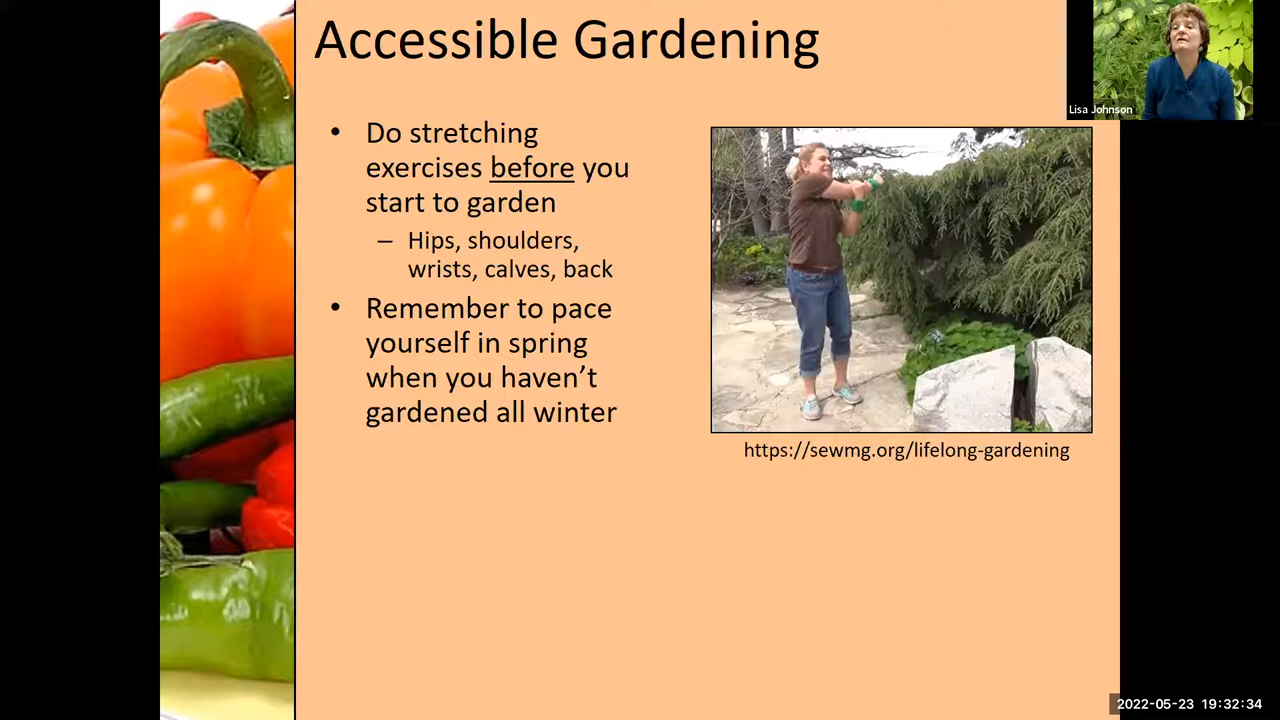 Accessible Gardening
Lisa Johnson
• Do stretching
exercises before you
start to garden
– Hips, shoulders,
wrists, calves, back
• Remember to pace
yourself in spring
when you haven’t
gardened all winter
https://sewmg.org/lifelong-gardening
2022-05-23 19:32:34